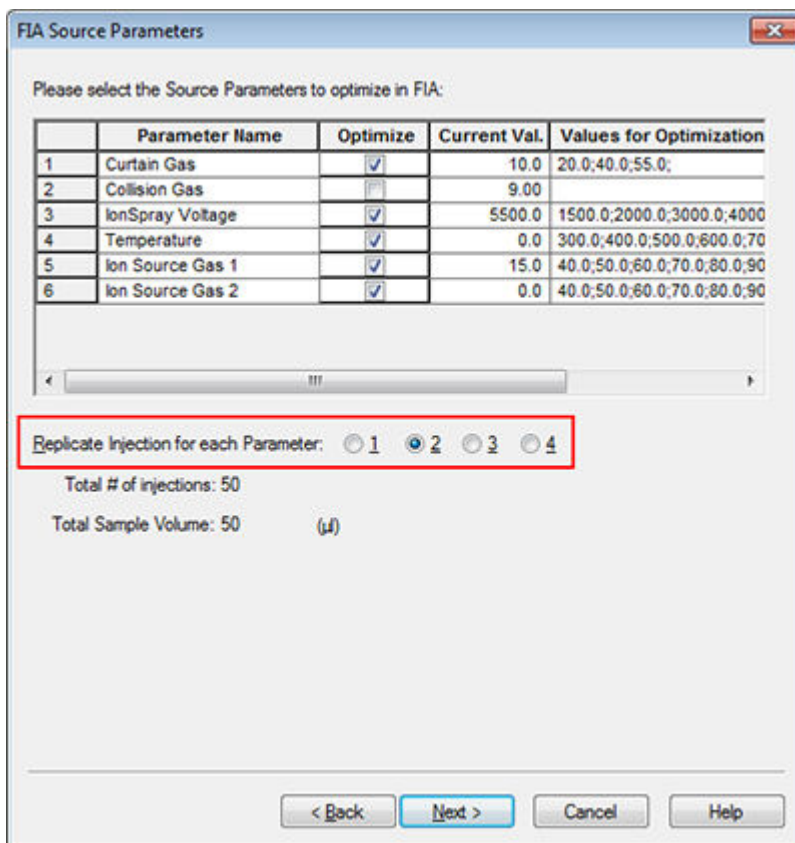 FIA Source Parameters
Please select the Source Parameters to optimize in FIA:
Parameter Name Optimize Current Val. Values for Optimization
1 Curtain Gas 10.0 20.0;40.0;55.0;
2 Collision Gas 9.00
3 IonSpray Voltage 5500.0 1500.0;2000.0;3000.0;4000
4 Temperature 0.0 300.0;400.0;500.0;600.0;70
5 Ion Source Gas 1 15.0 40.0;50.0;60.0;70.0;80.0;90
6 Ion Source Gas 2 0.0 40.0;50.0;60.0;70.0;80.0;90
Replicate Injection for each Parameter: 1 2 3 4
Total # of injections: 50
Total Sample Volume: 50 (µl)
< Back Next > Cancel Help